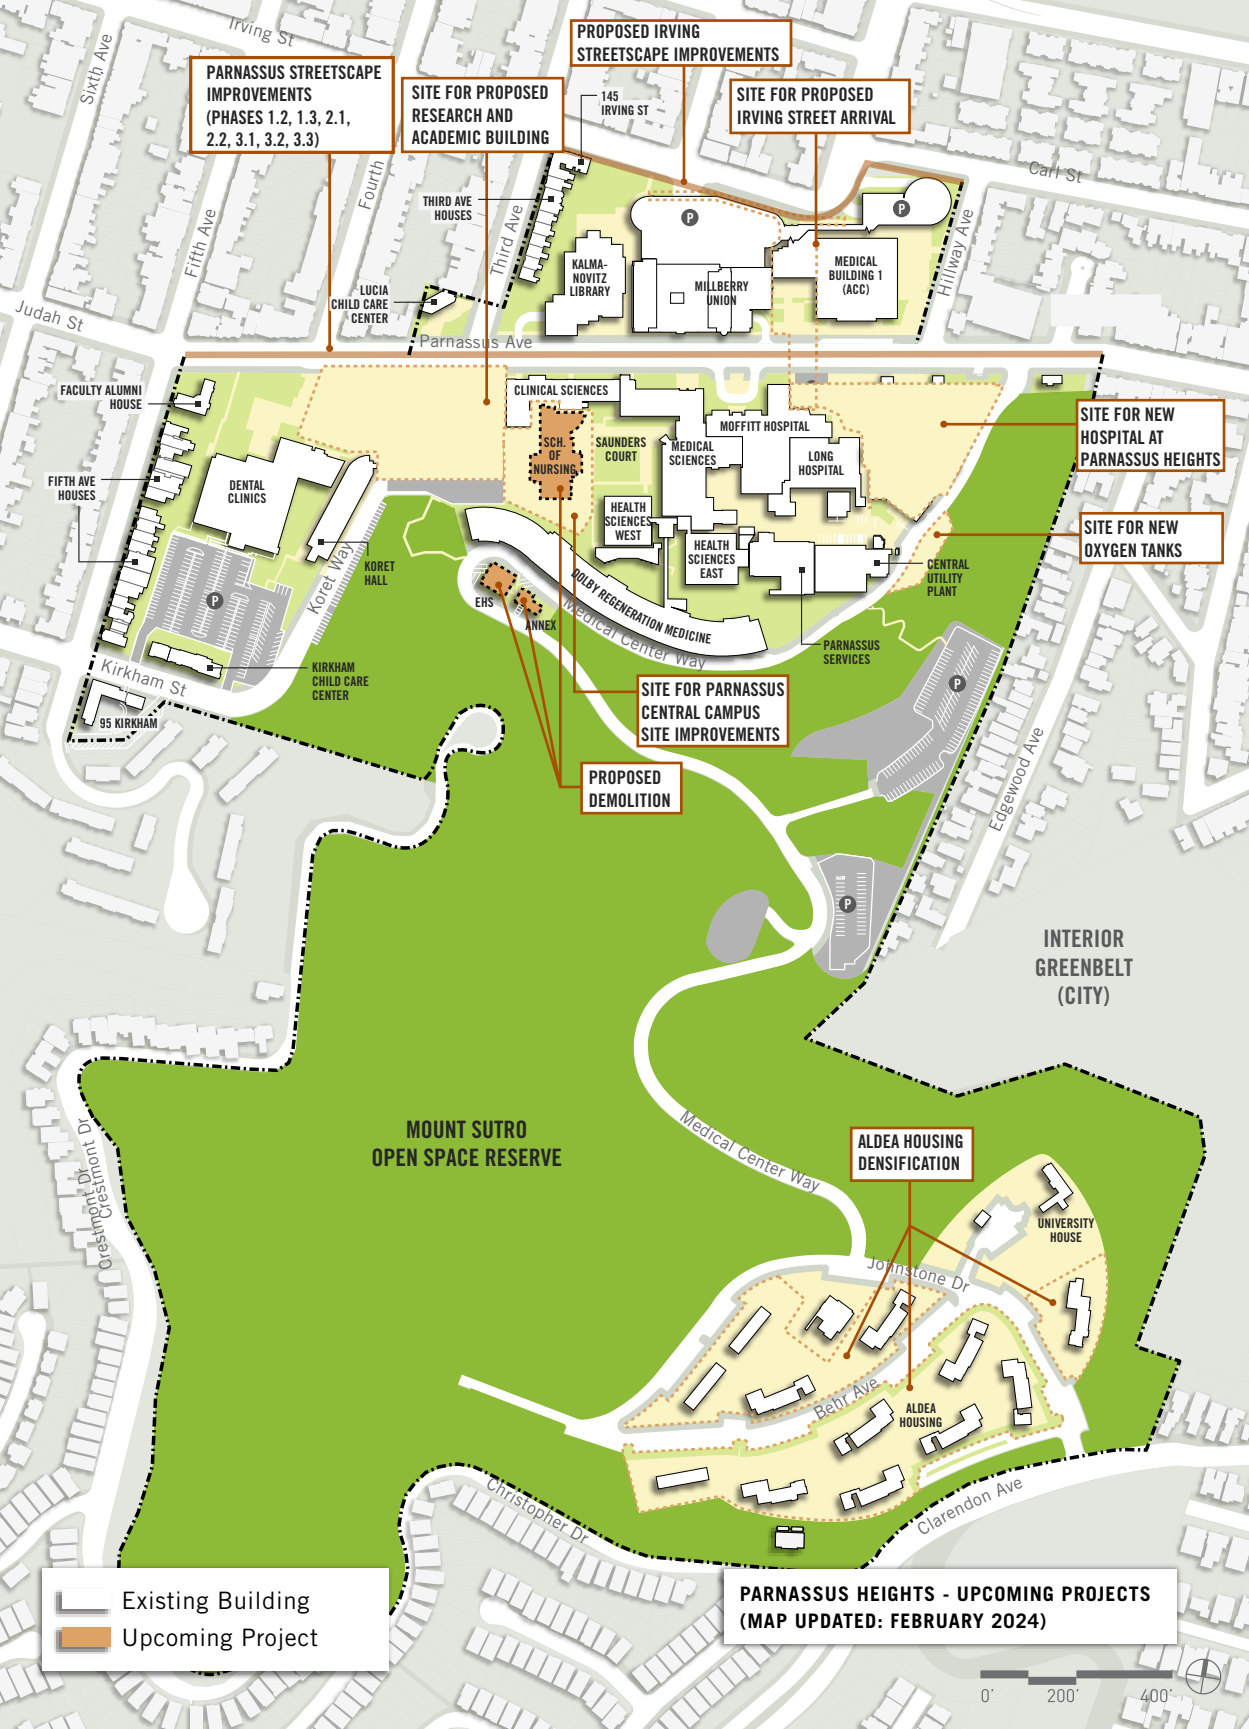 Irving St
Sixth Ave
PROPOSED IRVING
STREETSCAPE IMPROVEMENTS
PARNASSUS STREETSCAPE
IMPROVEMENTS
(PHASES 1.2, 1.3, 2.1,
2.2, 3.1, 3.2, 3.3)
SITE FOR PROPOSED
RESEARCH AND
ACADEMIC BUILDING
145
IRVING ST
SITE FOR PROPOSED
IRVING STREET ARRIVAL
Carl St
Fourth
Fifth Ave
Third Ave
Hillway Ave
THIRD AVE
HOUSES
P
P
KALMA-
NOVITZ
LIBRARY
MILLBERRY
UNION
MEDICAL
BUILDING 1
(ACC)
LUCIA
CHILD CARE
CENTER
Judah St
Parnassus Ave
FACULTY ALUMNI
HOUSE
CLINICAL SCIENCES
SCH.
OF
NURSING
SAUNDERS
COURT
MEDICAL
SCIENCES
MOFFITT HOSPITAL
LONG
HOSPITAL
SITE FOR NEW
HOSPITAL AT
PARNASSUS HEIGHTS
FIFTH AVE
HOUSES
DENTAL
CLINICS
HEALTH
SCIENCES
WEST
HEALTH
SCIENCES
EAST
SITE FOR NEW
OXYGEN TANKS
KORET
HALL
Koret Way
CENTRAL
UTILITY
PLANT
P
EHS
ANNEX
DOLBY REGENERATION MEDICINE
Medical Center Way
PARNASSUS
SERVICES
Kirkham St
KIRKHAM
CHILD CARE
CENTER
95 KIRKHAM
SITE FOR PARNASSUS
CENTRAL CAMPUS
SITE IMPROVEMENTS
P
PROPOSED
DEMOLITION
Edgewood Ave
P
INTERIOR
GREENBELT
(CITY)
MOUNT SUTRO
OPEN SPACE RESERVE
Medical Center Way
Crestmont Dr
Crestmont Dr
ALDEA HOUSING
DENSIFICATION
UNIVERSITY
HOUSE
Johnstone Dr
Behr Ave
ALDEA
HOUSING
Christopher Dr
Clarendon Ave
Existing Building
Upcoming Project
PARNASSUS HEIGHTS - UPCOMING PROJECTS
(MAP UPDATED: FEBRUARY 2024)
0' 200' 400'